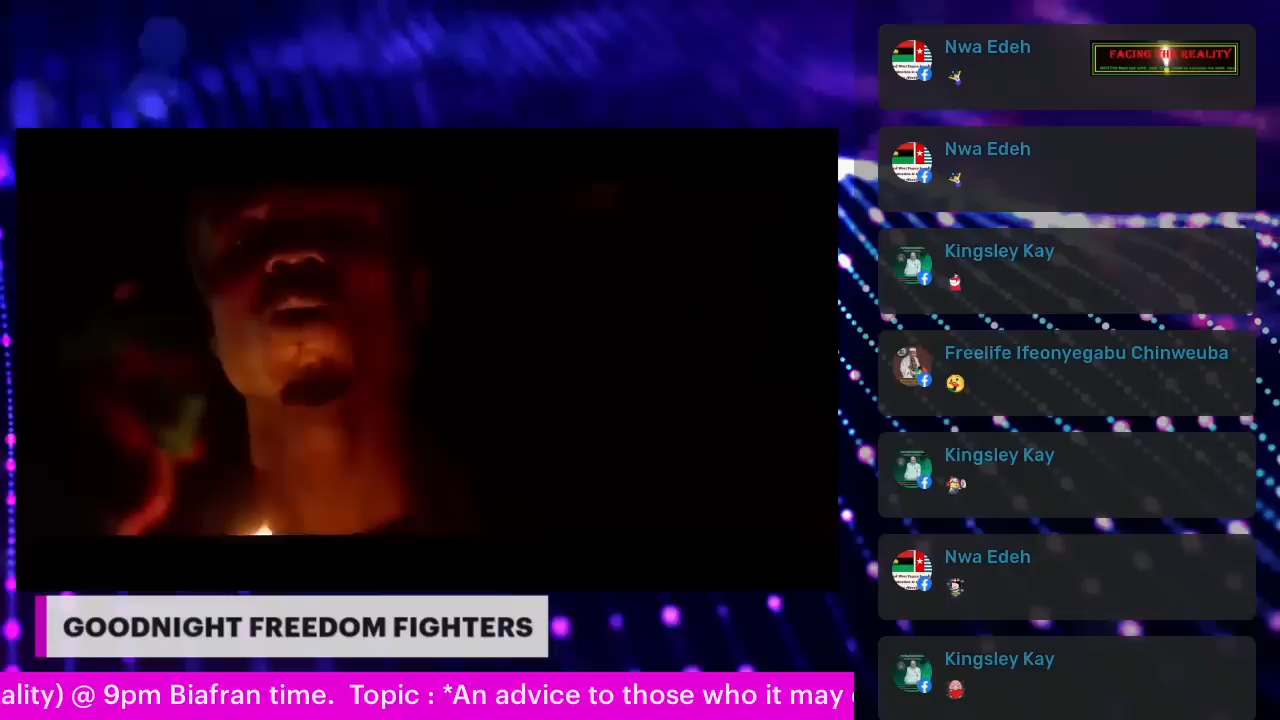 Nwa Edeh
FACING THE REALITY
Nwa Edeh
Kingsley Kay
Freelife Ifeonyegabu Chinweuba
Kingsley Kay
Nwa Edeh
Kingsley Kay
GOODNIGHT FREEDOM FIGHTERS
ality) @ 9pm Biafran time. Topic : *An advice to those who it may